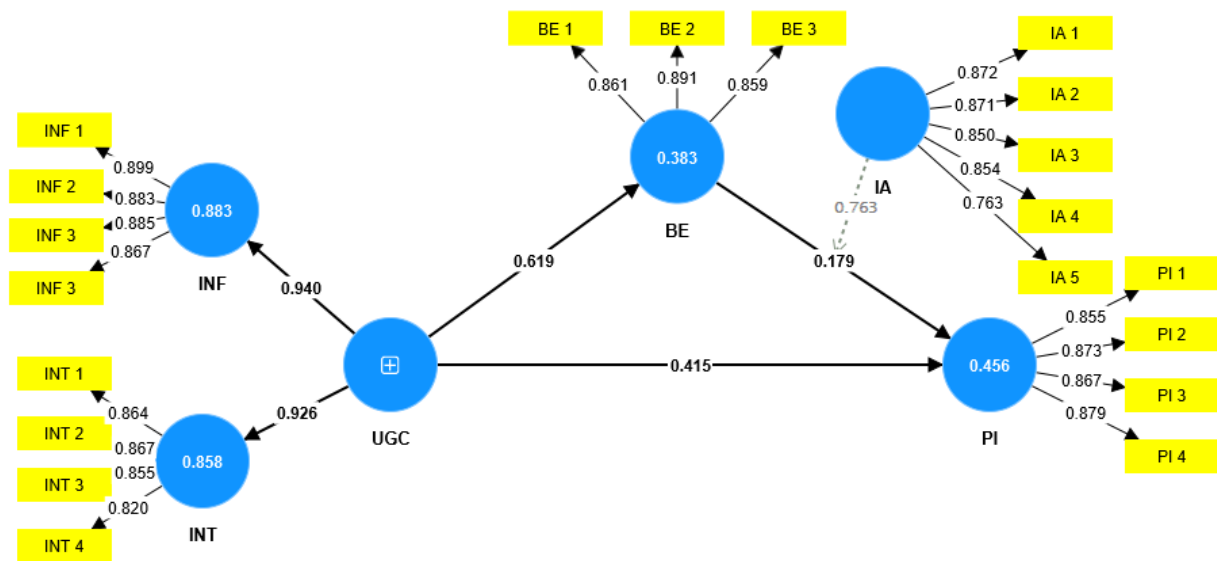 BE 1
BE 2
BE 3
0.861
0.891
0.859
0.383
BE
IA 1
IA 2
IA 3
IA 4
IA 5
0.872
0.871
0.850
0.854
0.763
IA
0.763
INF 1
INF 2
INF 3
INF 3
0.899
0.883
0.885
0.867
0.883
INF
0.940
0.619
0.179
0.415
0.926
UGC
INT 1
INT 2
INT 3
INT 4
0.864
0.867
0.855
0.820
0.858
INT
0.456
PI
0.855
0.873
0.867
0.879
PI 1
PI 2
PI 3
PI 4